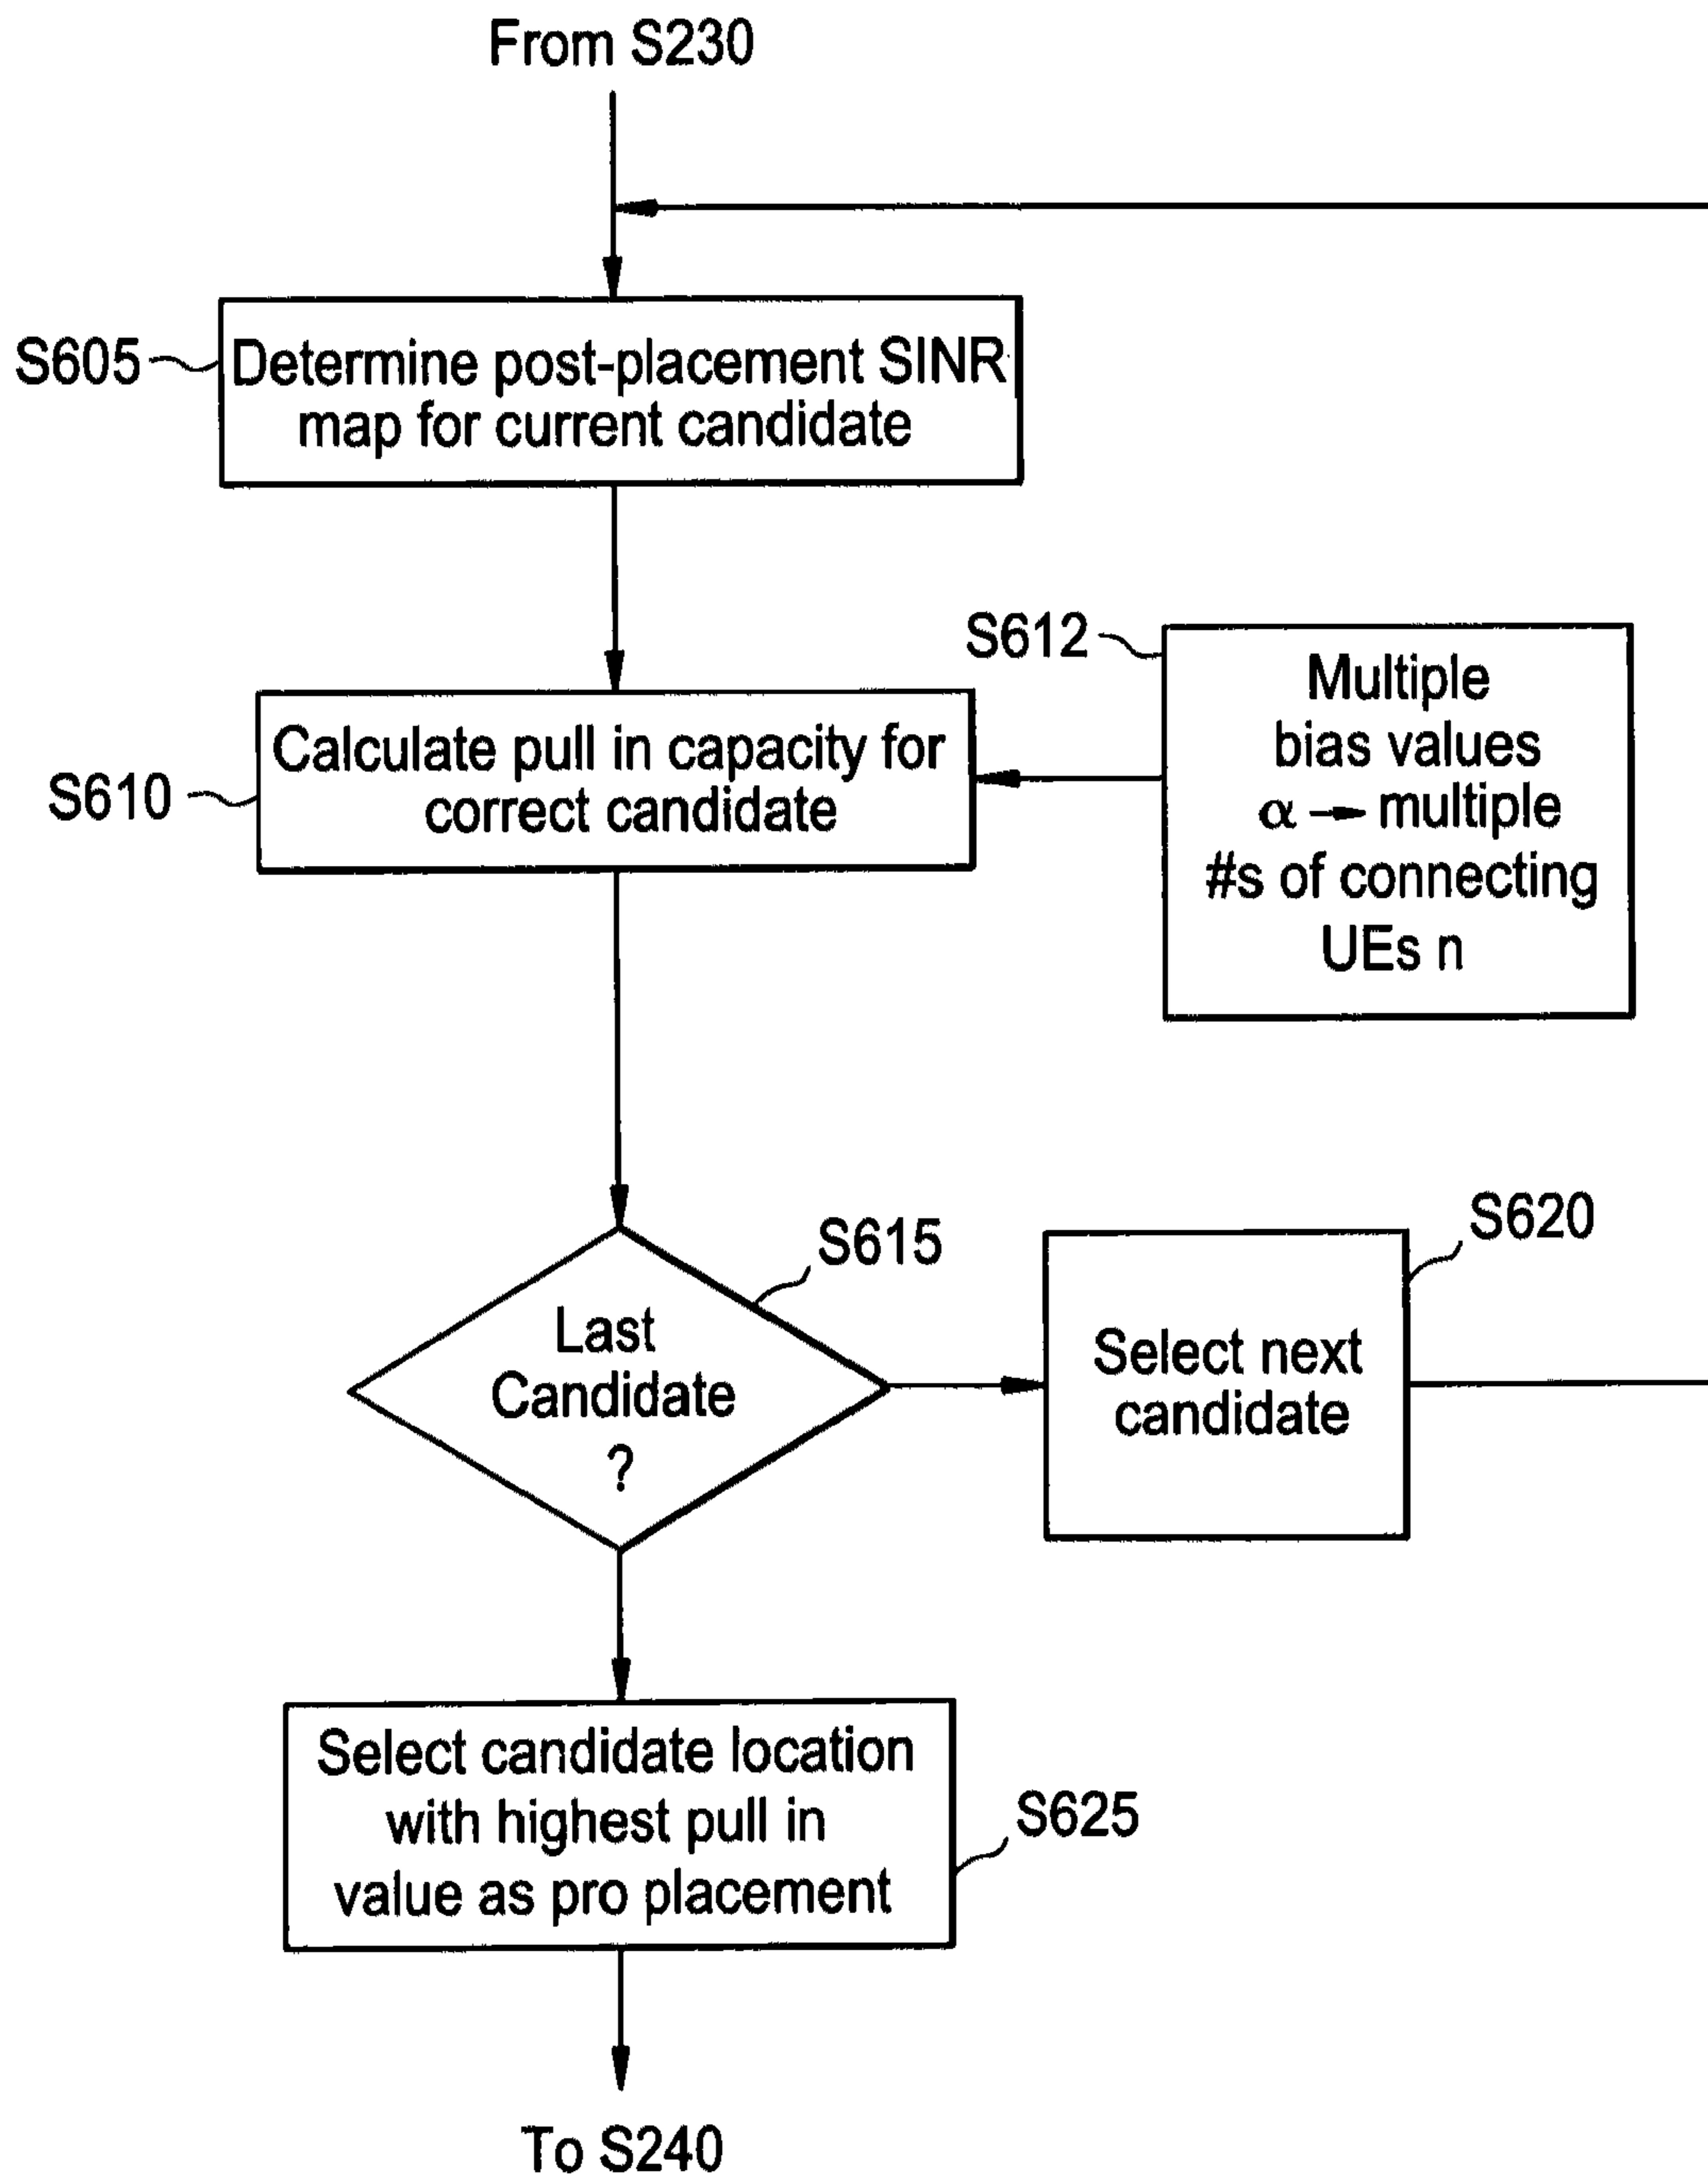 From S230
S605
Determine post-placement SINR
map for current candidate
S612
Multiple
bias values
α → multiple
#s of connecting
UEs n
S610
Calculate pull in capacity for
correct candidate
S615
Last
Candidate
?
S620
Select next
candidate
Select candidate location
with highest pull in
value as pro placement
S625
To S240